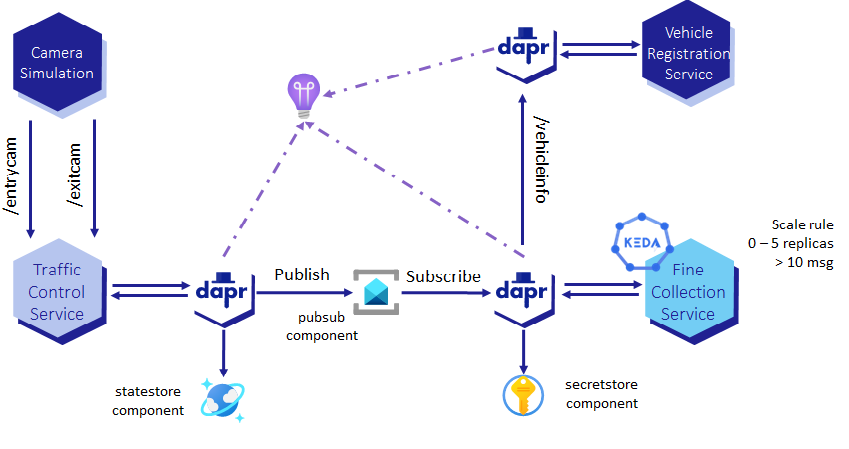 Camera
Simulation
dapr
Vehicle
Registration
Service
/entrycam
/exitcam
/vehicleinfo
KEDA
Scale rule
0 – 5 replicas
> 10 msg
Traffic
Control
Service
dapr
Publish
pubsub
component
Subscribe
dapr
Fine
Collection
Service
statestore
component
secretstore
component